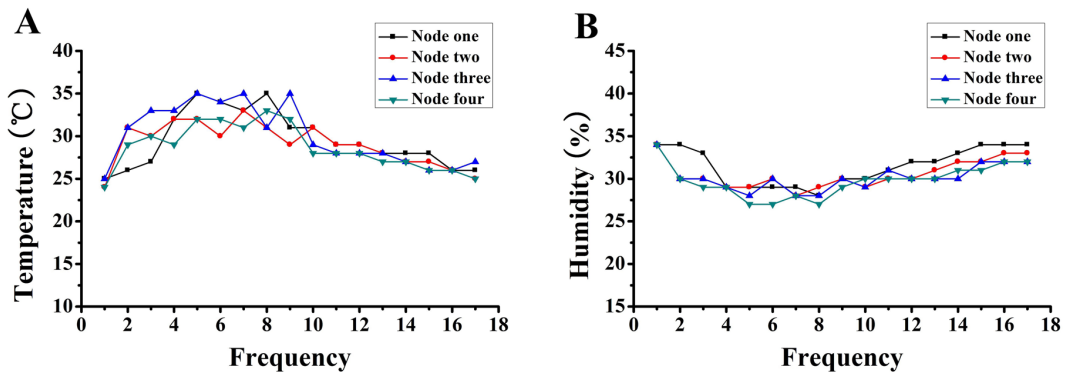 A
Node one
Node two
Node three
Node four
40
35
30
25
20
15
10
0 2 4 6 8 10 12 14 16 18
Temperature (℃)
Frequency
B
Node one
Node two
Node three
Node four
45
40
35
30
25
20
15
0 2 4 6 8 10 12 14 16 18
Humidity (%)
Frequency